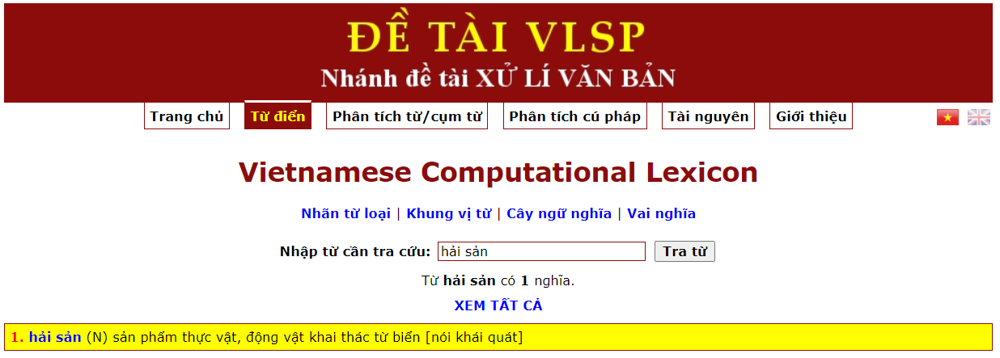 ĐỀ TÀI VLSP
Nhánh đề tài XỬ LÍ VĂN BẢN
Trang chủ Từ điển Phân tích từ/cụm từ Phân tích cú pháp Tài nguyên Giới thiệu
Vietnamese Computational Lexicon
Nhãn từ loại | Khung vị từ | Cây ngữ nghĩa | Vai nghĩa
Nhập từ cần tra cứu: hải sản Tra từ
Từ hải sản có 1 nghĩa.
XEM TẤT CẢ
1. hải sản (N) sản phẩm thực vật, động vật khai thác từ biển [nói khái quát]